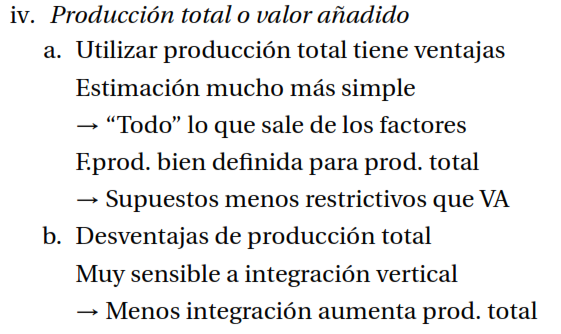 iv. Producción total o valor añadido
a. Utilizar producción total tiene ventajas
Estimación mucho más simple
→ “Todo” lo que sale de los factores
F.prod. bien definida para prod. total
→ Supuestos menos restrictivos que VA
b. Desventajas de producción total
Muy sensible a integración vertical
→ Menos integración aumenta prod. total